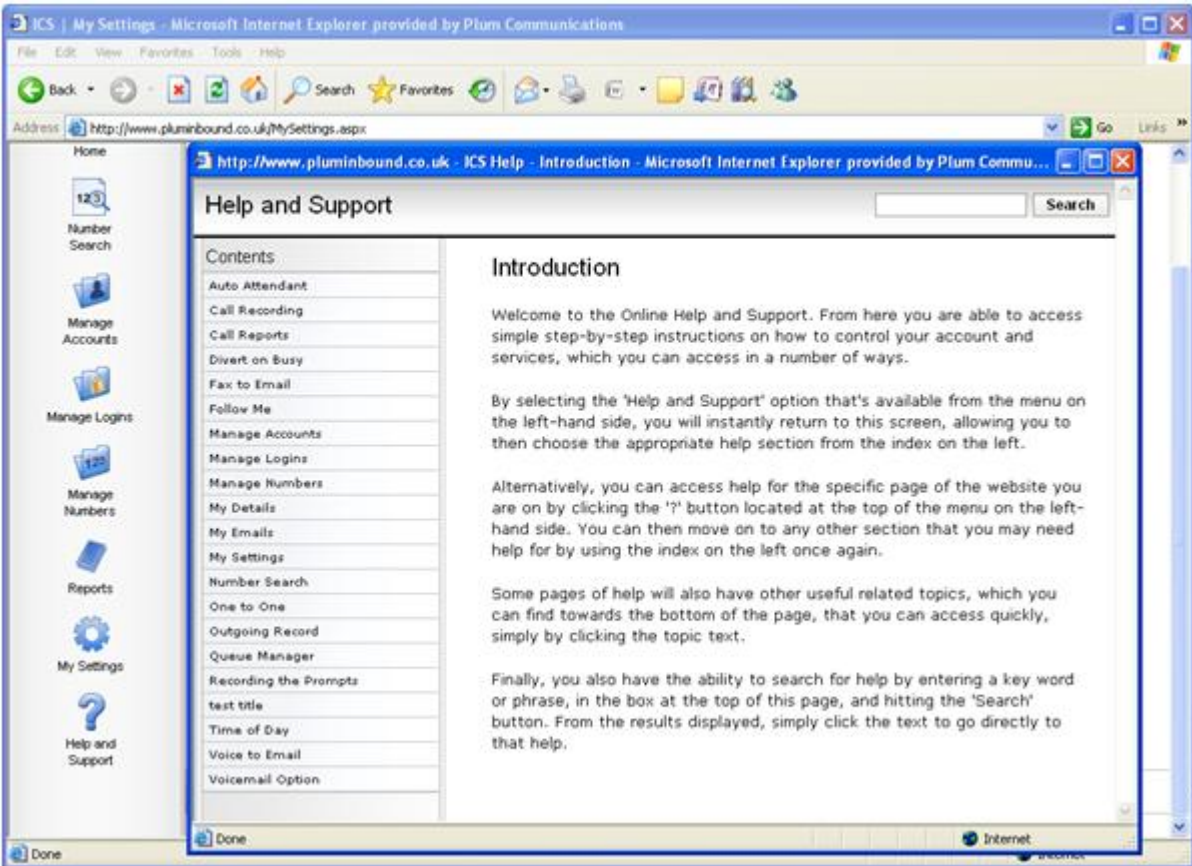 ICS | My Settings - Microsoft Internet Explorer provided by Plum Communications
File Edit View Favorites Tools Help
Back Search Favorites
Address http://www.pluminbound.co.uk/MySettings.aspx Go Links »
Home
123
Number
Search
Manage
Accounts
Manage Logins
123
Manage
Numbers
Reports
My Settings
Help and
Support
http://www.pluminbound.co.uk - ICS Help - Introduction - Microsoft Internet Explorer provided by Plum Commu...
Help and Support
Search
Contents
Auto Attendant
Call Recording
Call Reports
Divert on Busy
Fax to Email
Follow Me
Manage Accounts
Manage Logins
Manage Numbers
My Details
My Emails
My Settings
Number Search
One to One
Outgoing Record
Queue Manager
Recording the Prompts
test title
Time of Day
Voice to Email
Voicemail Option
Introduction
Welcome to the Online Help and Support. From here you are able to access
simple step-by-step instructions on how to control your account and
services, which you can access in a number of ways.
By selecting the 'Help and Support' option that's available from the menu on
the left-hand side, you will instantly return to this screen, allowing you to
then choose the appropriate help section from the index on the left.
Alternatively, you can access help for the specific page of the website you
are on by clicking the '?' button located at the top of the menu on the left-
hand side. You can then move on to any other section that you may need
help for by using the index on the left once again.
Some pages of help will also have other useful related topics, which you
can find towards the bottom of the page, that you can access quickly,
simply by clicking the topic text.
Finally, you also have the ability to search for help by entering a key word
or phrase, in the box at the top of this page, and hitting the 'Search'
button. From the results displayed, simply click the text to go directly to
that help.
Done Internet
Done